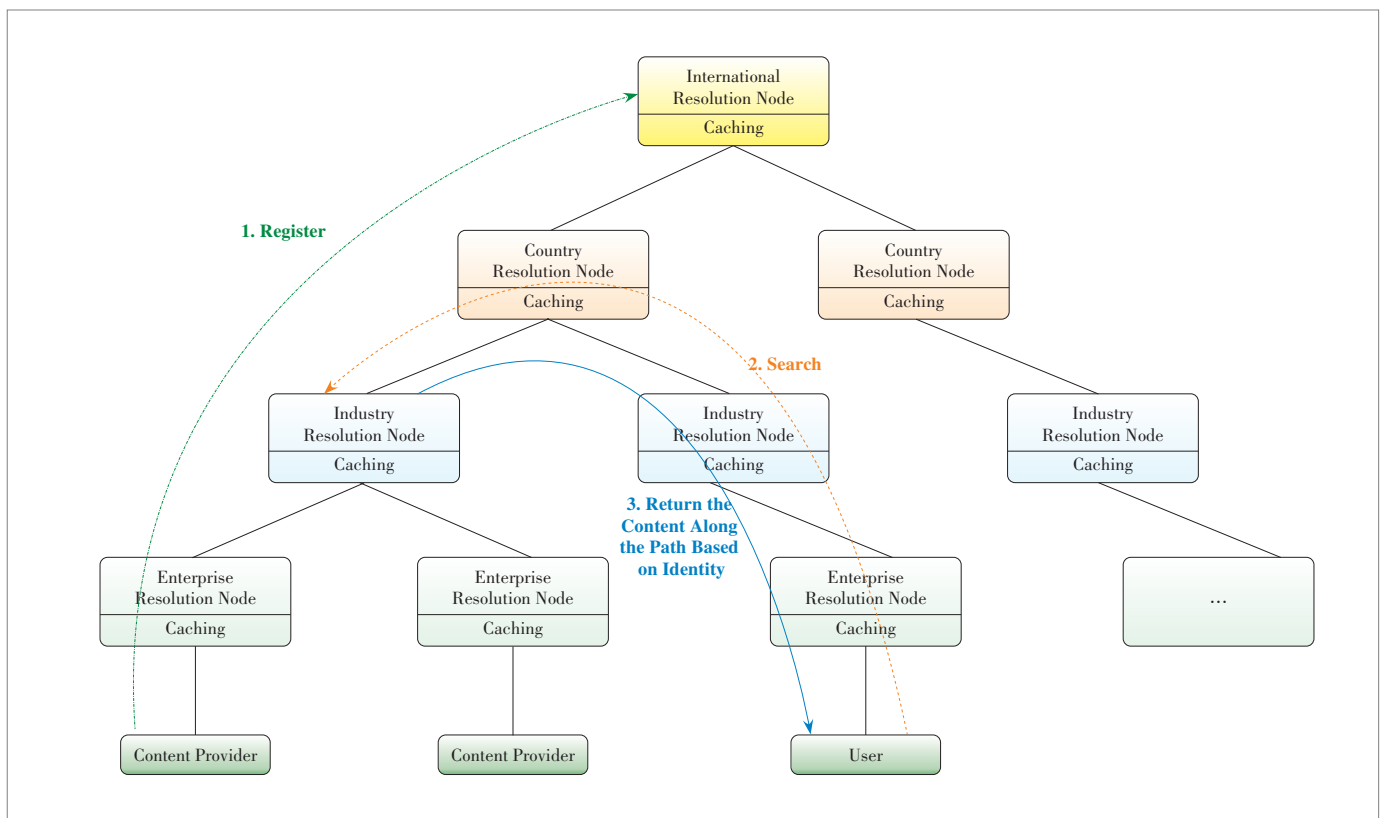 International
Resolution Node
Caching
1. Register
Country
Resolution Node
Caching
Country
Resolution Node
Caching
2. Search
Industry
Resolution Node
Caching
Industry
Resolution Node
Caching
Industry
Resolution Node
Caching
3. Return the
Content Along
the Path Based
on Identity
Enterprise
Resolution Node
Caching
Enterprise
Resolution Node
Caching
Enterprise
Resolution Node
Caching
...
Content Provider
Content Provider
User